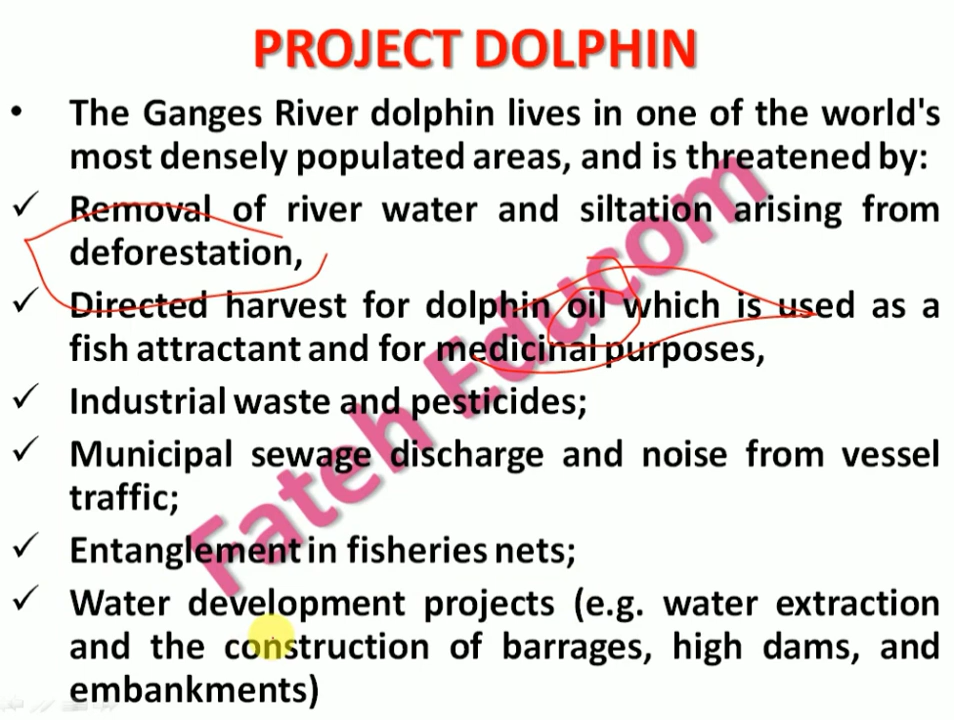 PROJECT DOLPHIN
• The Ganges River dolphin lives in one of the world's
most densely populated areas, and is threatened by:
✓ Removal of river water and siltation arising from
deforestation,
✓ Directed harvest for dolphin oil which is used as a
fish attractant and for medicinal purposes,
✓ Industrial waste and pesticides;
✓ Municipal sewage discharge and noise from vessel
traffic;
✓ Entanglement in fisheries nets;
✓ Water development projects (e.g. water extraction
and the construction of barrages, high dams, and
embankments)
Fateh Educom